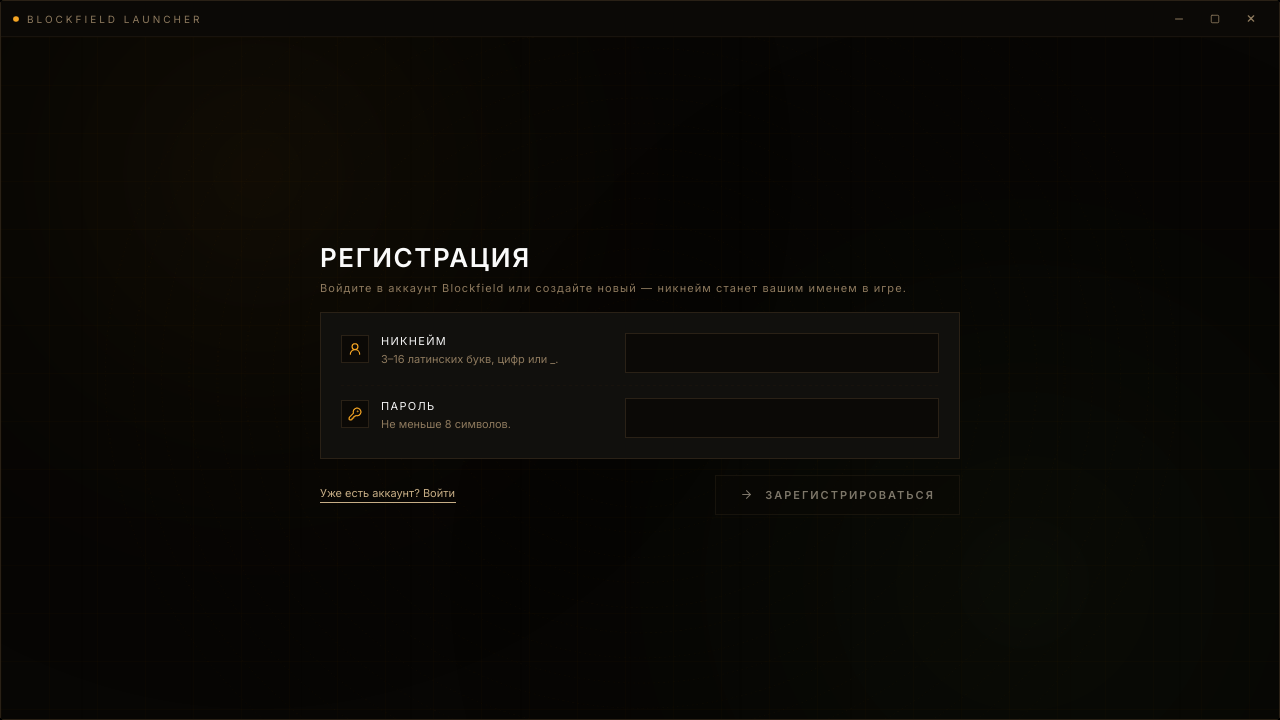 BLOCKFIELD LAUNCHER
РЕГИСТРАЦИЯ
Войдите в аккаунт Blockfield или создайте новый — никнейм станет вашим именем в игре.
НИКНЕЙМ
3–16 латинских букв, цифр или _.
ПАРОЛЬ
Не меньше 8 символов.
Уже есть аккаунт? Войти
ЗАРЕГИСТРИРОВАТЬСЯ